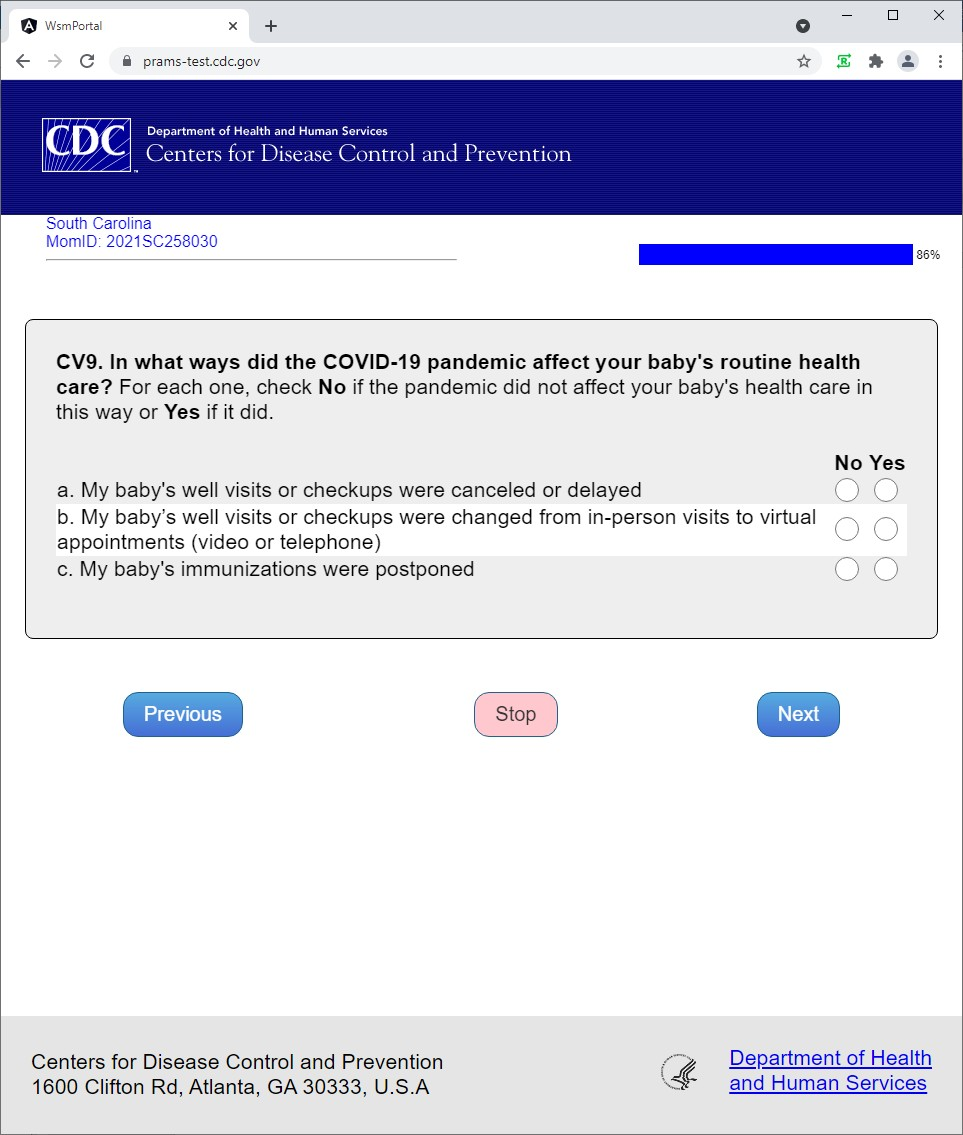 WsmPortal
prams-test.cdc.gov
CDC
Department of Health and Human Services
Centers for Disease Control and Prevention
South Carolina
MomID: 2021SC258030
86%
CV9. In what ways did the COVID-19 pandemic affect your baby's routine health
care? For each one, check No if the pandemic did not affect your baby's health care in
this way or Yes if it did.
No Yes
a. My baby's well visits or checkups were canceled or delayed
b. My baby’s well visits or checkups were changed from in-person visits to virtual
appointments (video or telephone)
c. My baby's immunizations were postponed
Previous
Stop
Next
Centers for Disease Control and Prevention
1600 Clifton Rd, Atlanta, GA 30333, U.S.A
Department of Health
and Human Services